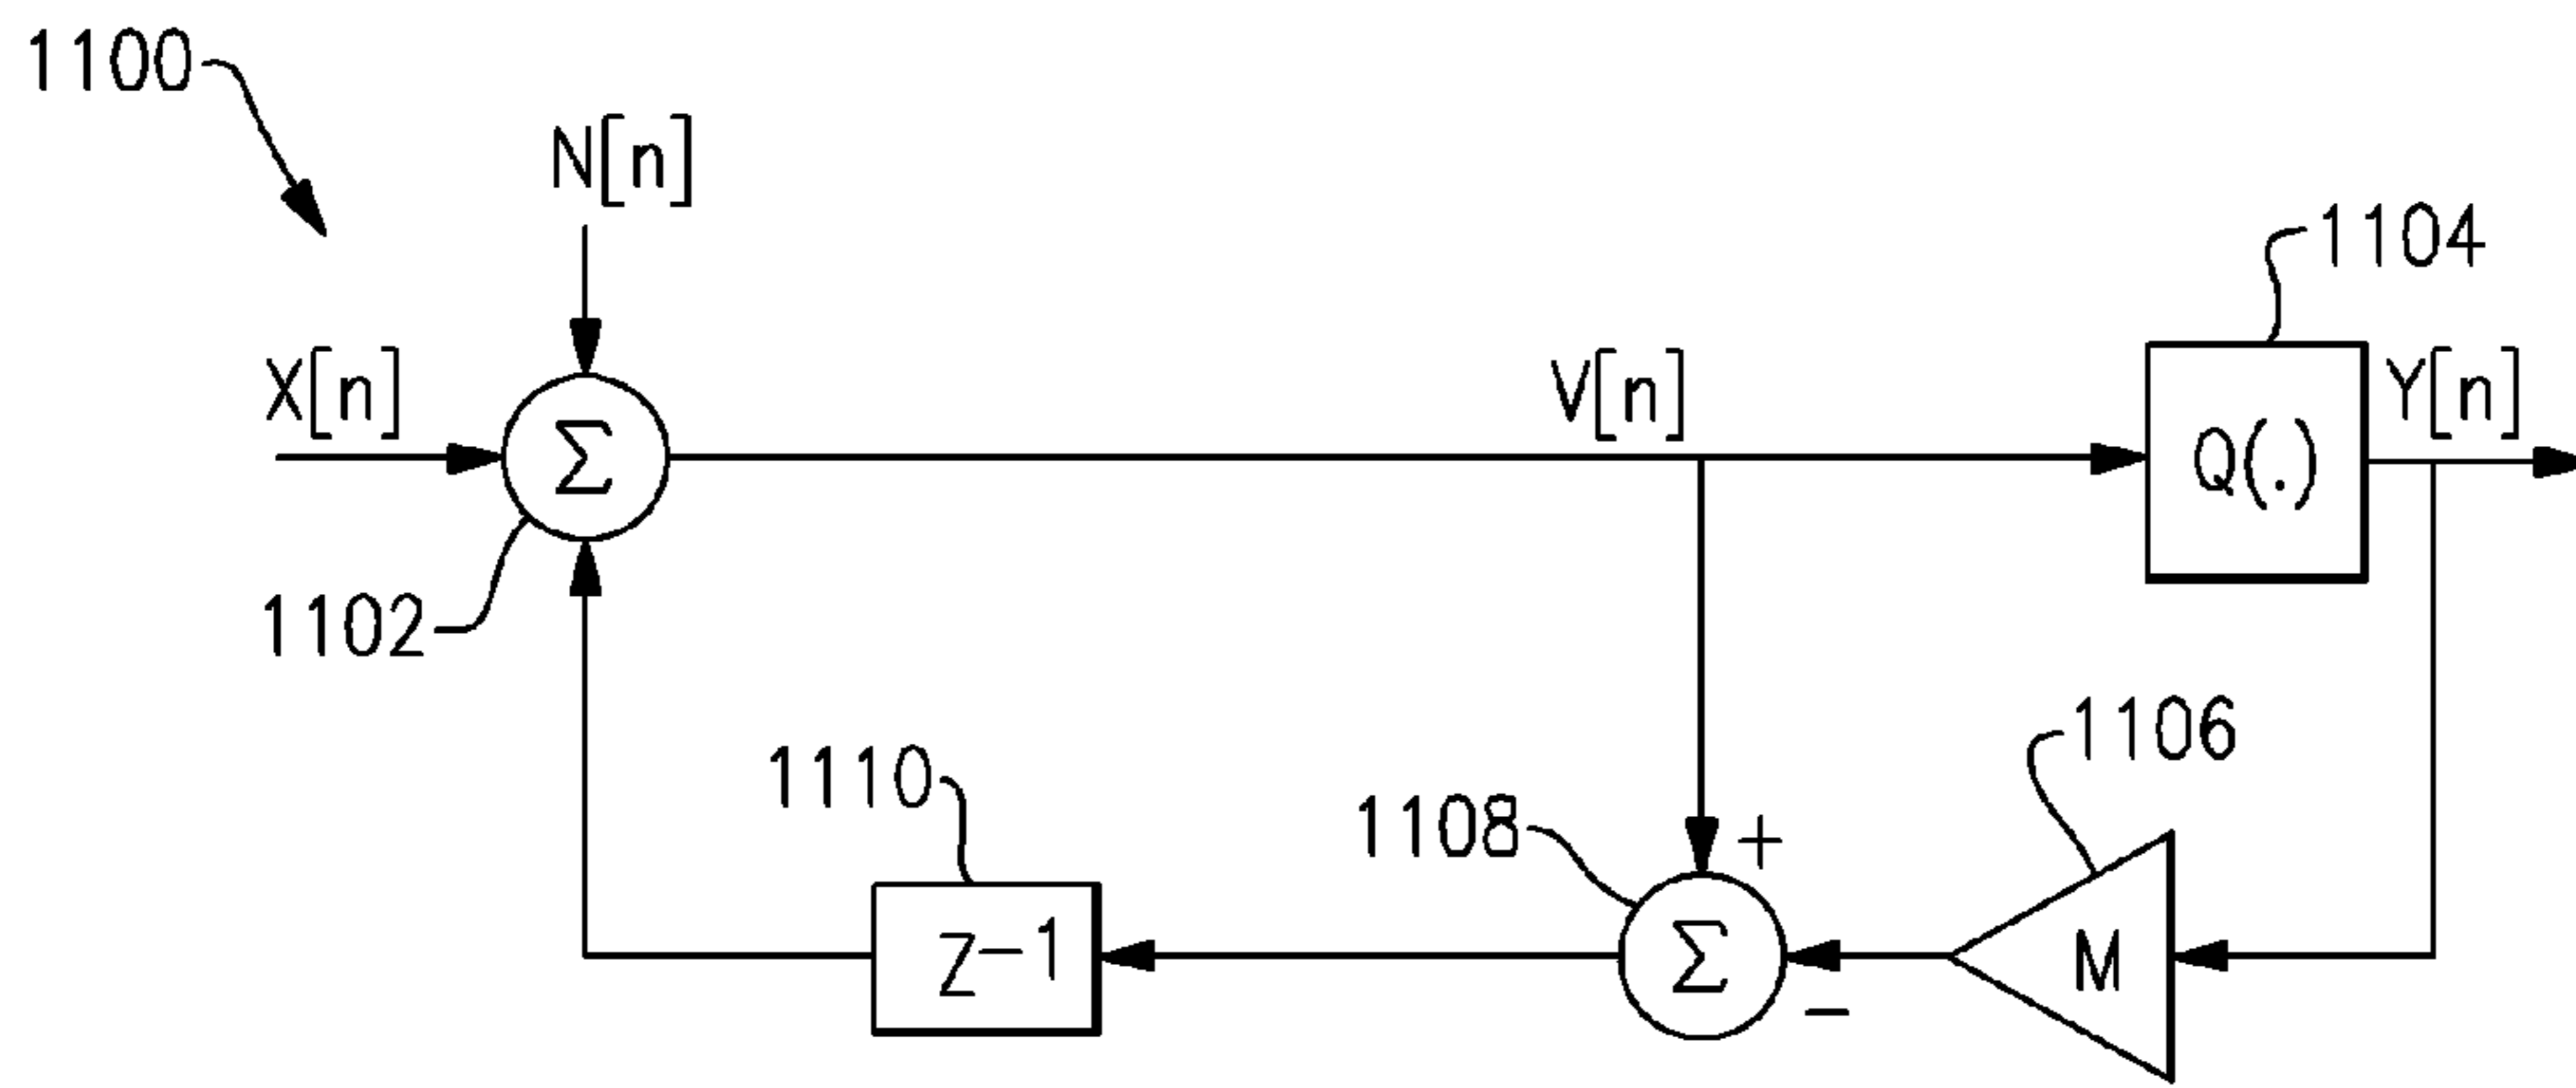 1100
N[n]
1104
X[n]
V[n]
Y[n]
Σ
Q(.)
1102
1106
1110
1108
+
Z⁻¹
Σ
M
−